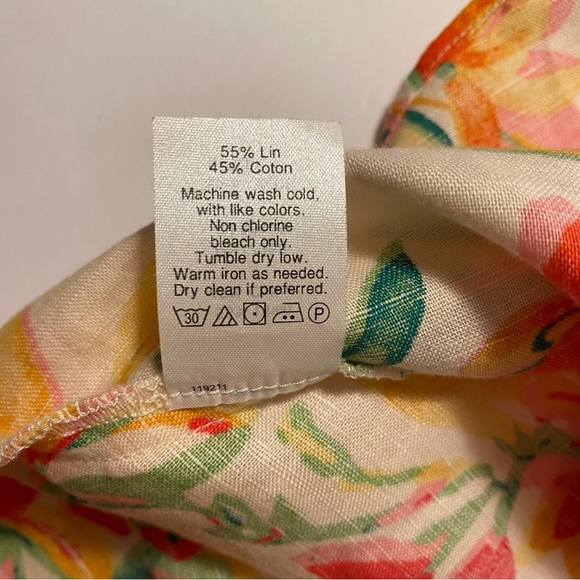 55% Lin
45% Coton
Machine wash cold,
with like colors.
Non chlorine
bleach only.
Tumble dry low.
Warm iron as needed.
Dry clean if preferred.
30 P
119211